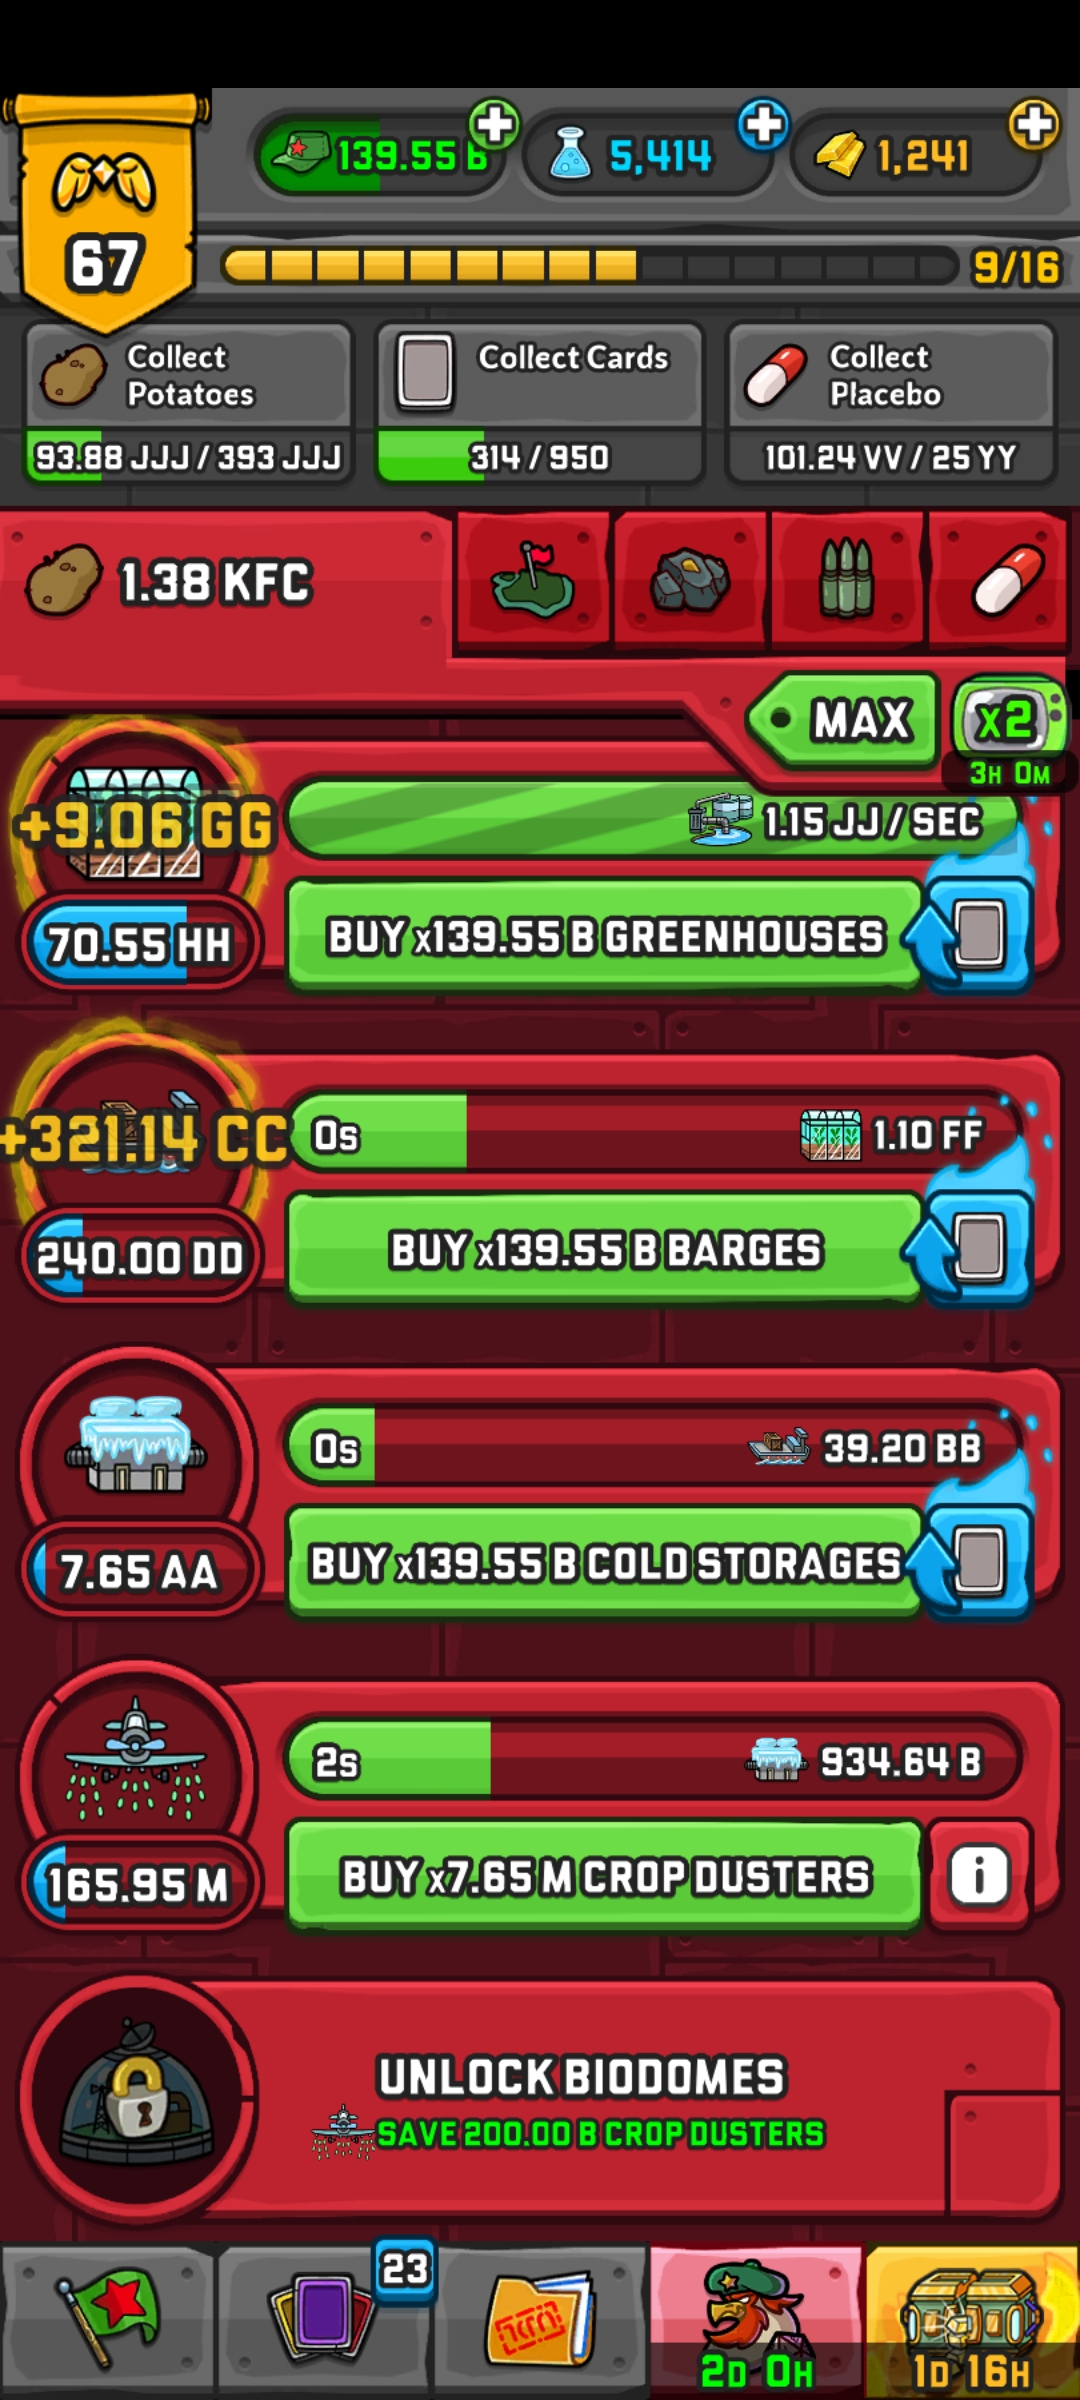 139.55 B
5,414
1,241
67
9/16
Collect Potatoes
93.88 JJJ / 393 JJJ
Collect Cards
314 / 950
Collect Placebo
101.24 VV / 25 YY
1.38 KFC
MAX
x2
3H 0M
+9.06 GG
1.15 JJ / SEC
70.55 HH
BUY x139.55 B GREENHOUSES
+321.14 CC
0s
1.10 FF
240.00 DD
BUY x139.55 B BARGES
0s
39.20 BB
7.65 AA
BUY x139.55 B COLD STORAGES
2s
934.64 B
165.95 M
BUY x7.65 M CROP DUSTERS
i
UNLOCK BIODOMES
SAVE 200.00 B CROP DUSTERS
23
2D 0H
1D 16H